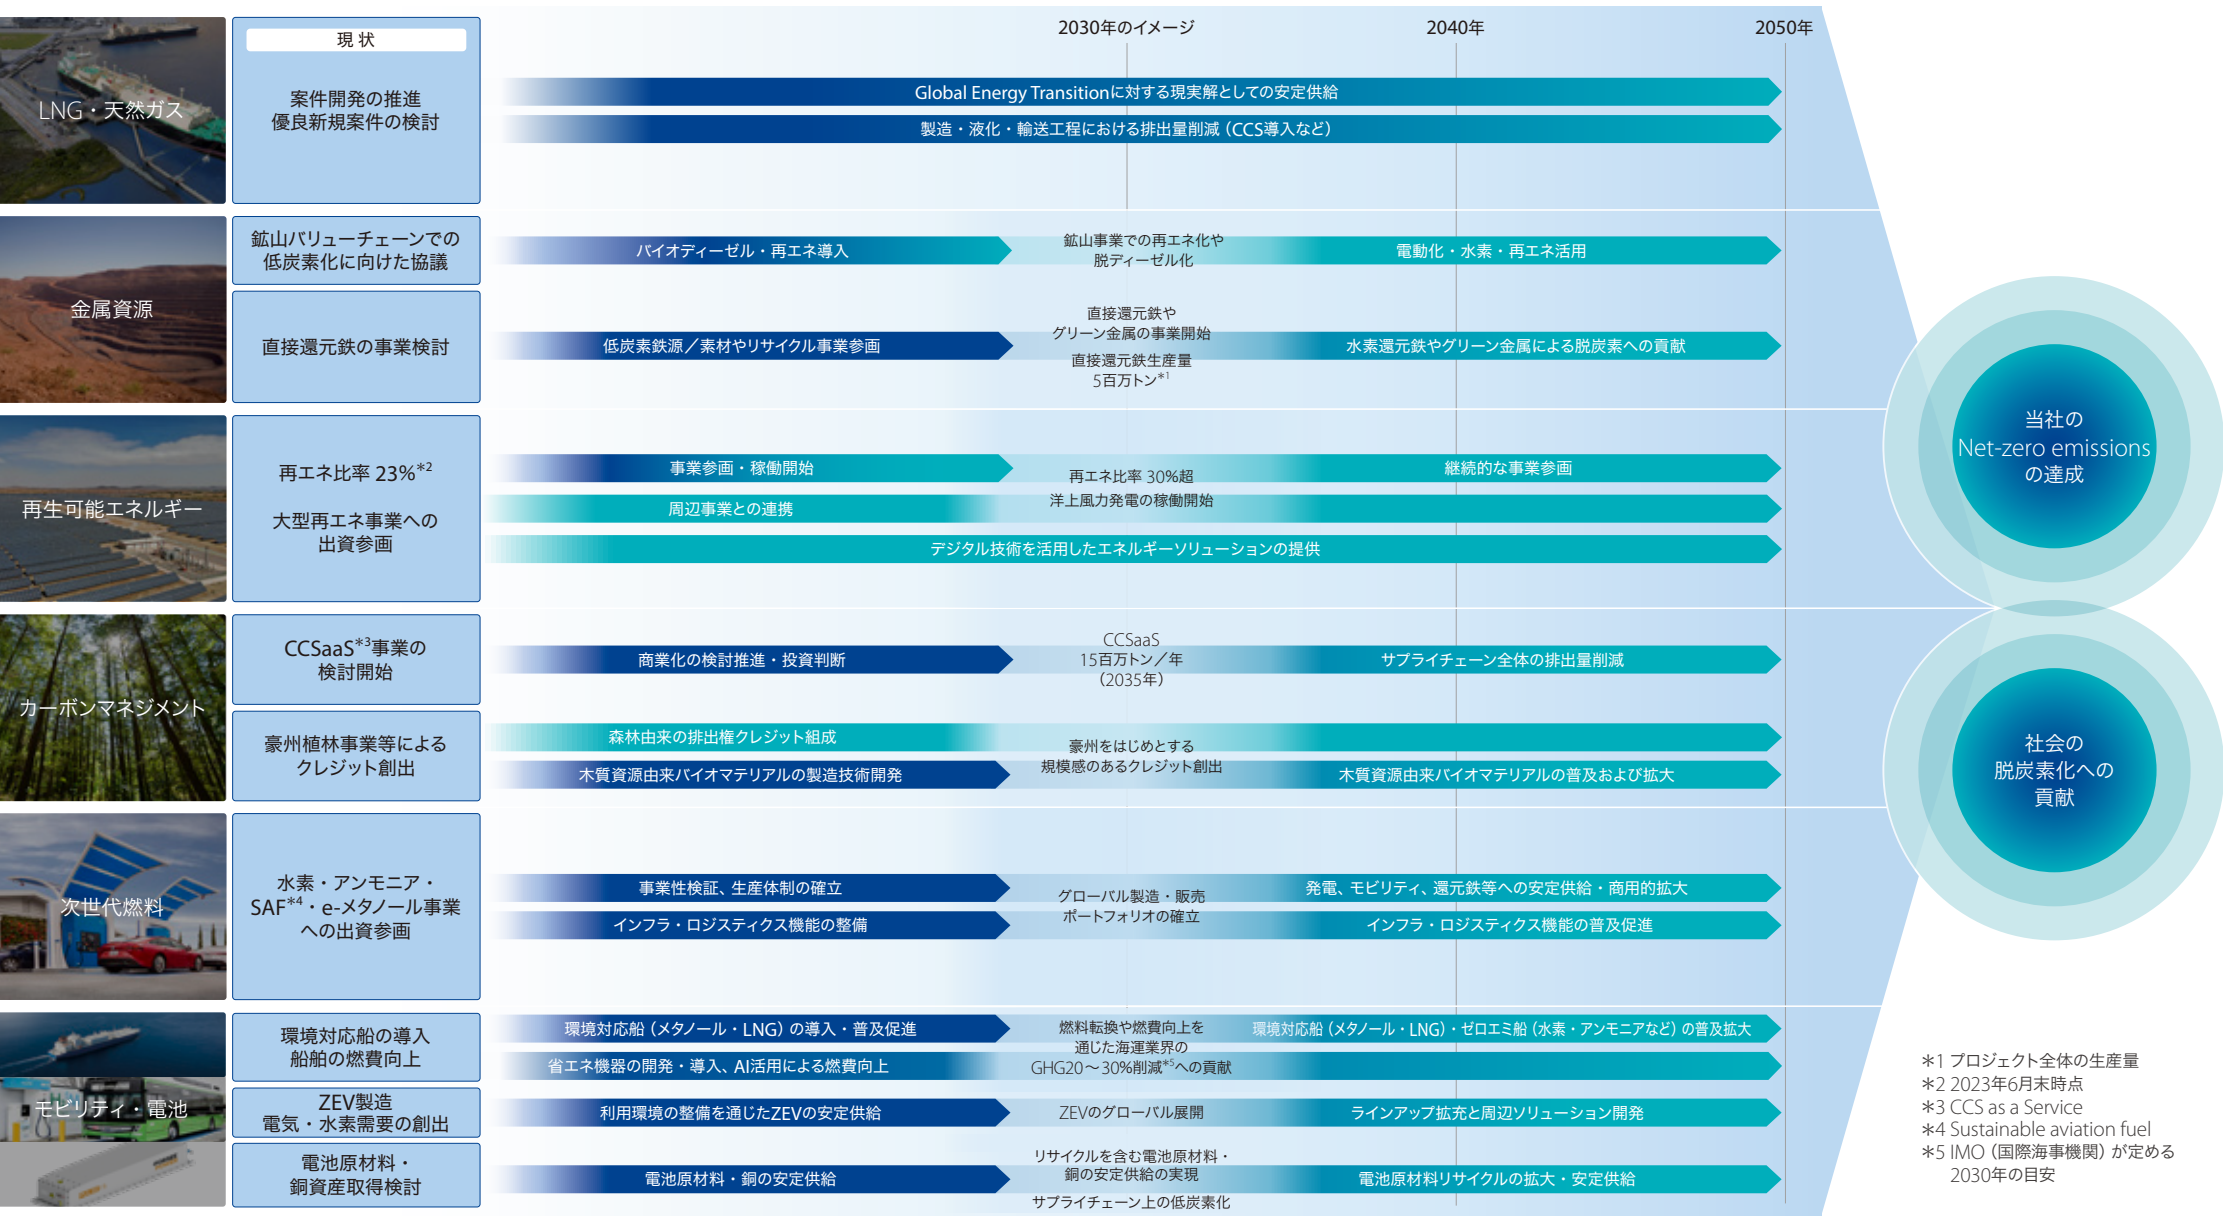 2030年のイメージ
2040年
2050年
LNG・天然ガス
現状
案件開発の推進
優良新規案件の検討
Global Energy Transitionに対する現実解としての安定供給
製造・液化・輸送工程における排出量削減（CCS導入など）
金属資源
鉱山バリューチェーンでの
低炭素化に向けた協議
バイオディーゼル・再エネ導入
鉱山事業での再エネ化や
脱ディーゼル化
電動化・水素・再エネ活用
直接還元鉄の事業検討
低炭素鉄源／素材やリサイクル事業参画
直接還元鉄や
グリーン金属の事業開始
直接還元鉄生産量
5百万トン*1
水素還元鉄やグリーン金属による脱炭素への貢献
再生可能エネルギー
再エネ比率 23%*2
大型再エネ事業への
出資参画
事業参画・稼働開始
再エネ比率 30%超
洋上風力発電の稼働開始
継続的な事業参画
周辺事業との連携
デジタル技術を活用したエネルギーソリューションの提供
カーボンマネジメント
CCSaaS*3事業の
検討開始
商業化の検討推進・投資判断
CCSaaS
15百万トン／年
（2035年）
サプライチェーン全体の排出量削減
豪州植林事業等による
クレジット創出
森林由来の排出権クレジット組成
木質資源由来バイオマテリアルの製造技術開発
豪州をはじめとする
規模感のあるクレジット創出
木質資源由来バイオマテリアルの普及および拡大
次世代燃料
水素・アンモニア・
SAF*4・e-メタノール事業
への出資参画
事業性検証、生産体制の確立
インフラ・ロジスティクス機能の整備
グローバル製造・販売
ポートフォリオの確立
発電、モビリティ、還元鉄等への安定供給・商用的拡大
インフラ・ロジスティクス機能の普及促進
モビリティ・電池
環境対応船の導入
船舶の燃費向上
環境対応船（メタノール・LNG）の導入・普及促進
省エネ機器の開発・導入、AI活用による燃費向上
燃料転換や燃費向上を
通じた海運業界の
GHG20～30%削減*5への貢献
環境対応船（メタノール・LNG）・ゼロエミ船（水素・アンモニアなど）の普及拡大
ZEV製造
電気・水素需要の創出
利用環境の整備を通じたZEVの安定供給
ZEVのグローバル展開
ラインアップ拡充と周辺ソリューション開発
電池原材料・
銅資産取得検討
電池原材料・銅の安定供給
リサイクルを含む電池原材料・
銅の安定供給の実現
サプライチェーン上の低炭素化
電池原材料リサイクルの拡大・安定供給
当社の
Net-zero emissions
の達成
社会の
脱炭素化への
貢献
*1 プロジェクト全体の生産量
*2 2023年6月末時点
*3 CCS as a Service
*4 Sustainable aviation fuel
*5 IMO（国際海事機関）が定める
2030年の目安